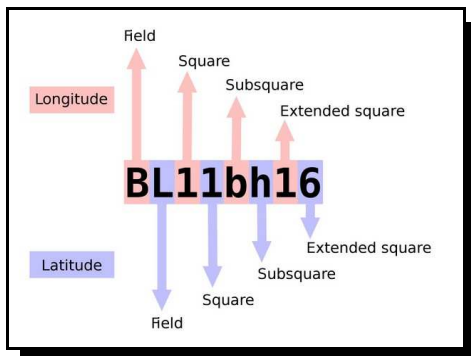 Field
Square
Subsquare
Extended square
Longitude
BL11bh16
Latitude
Extended square
Subsquare
Square
Field